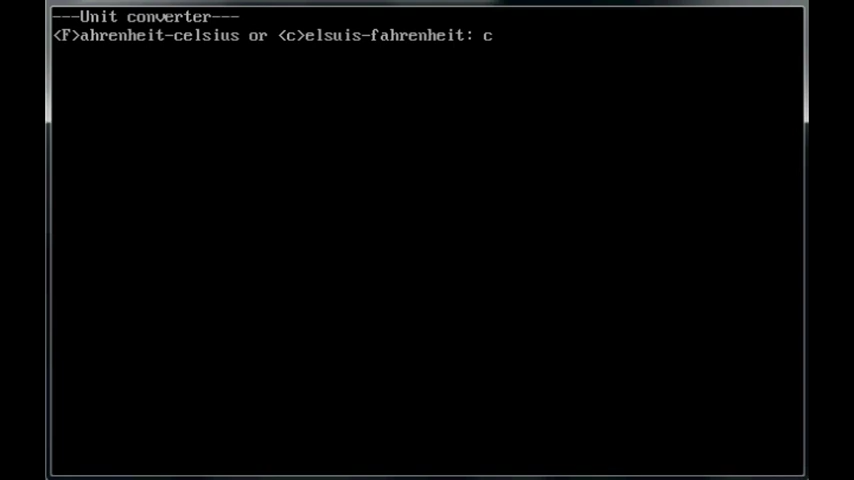 ---Unit converter---
<F>ahrenheit-celsius or <c>elsuis-fahrenheit: c